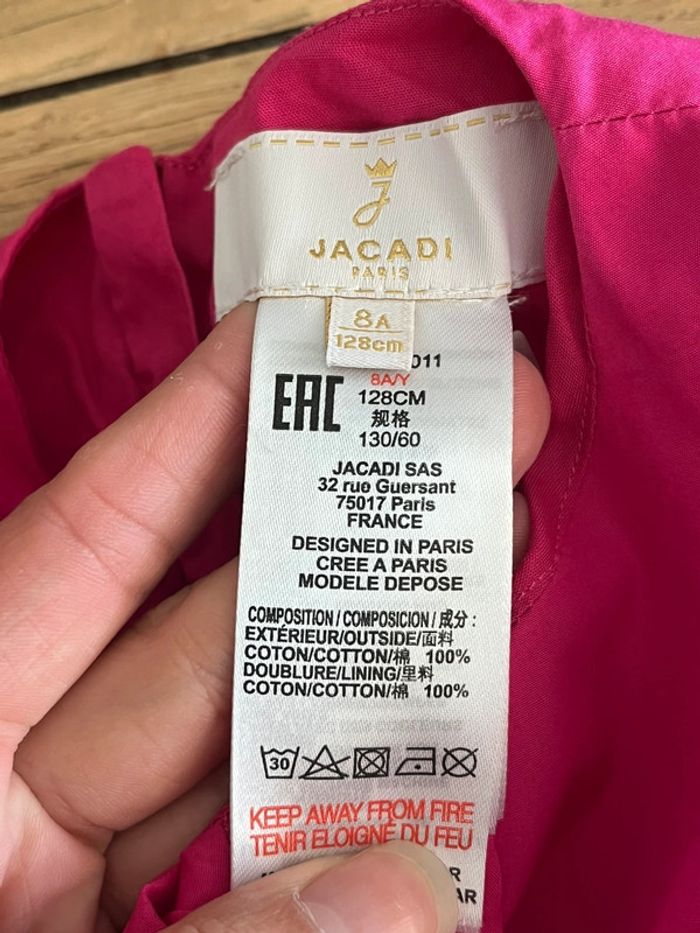 J
JACADI
PARIS
8A
128cm
011
8A/Y
EAC
128CM
规格
130/60
JACADI SAS
32 rue Guersant
75017 Paris
FRANCE
DESIGNED IN PARIS
CREE A PARIS
MODELE DEPOSE
COMPOSITION/COMPOSICION/成分:
EXTÉRIEUR/OUTSIDE/面料
COTON/COTTON/棉 100%
DOUBLURE/LINING/里料
COTON/COTTON/棉 100%
30
KEEP AWAY FROM FIRE
TENIR ELOIGNÉ DU FEU